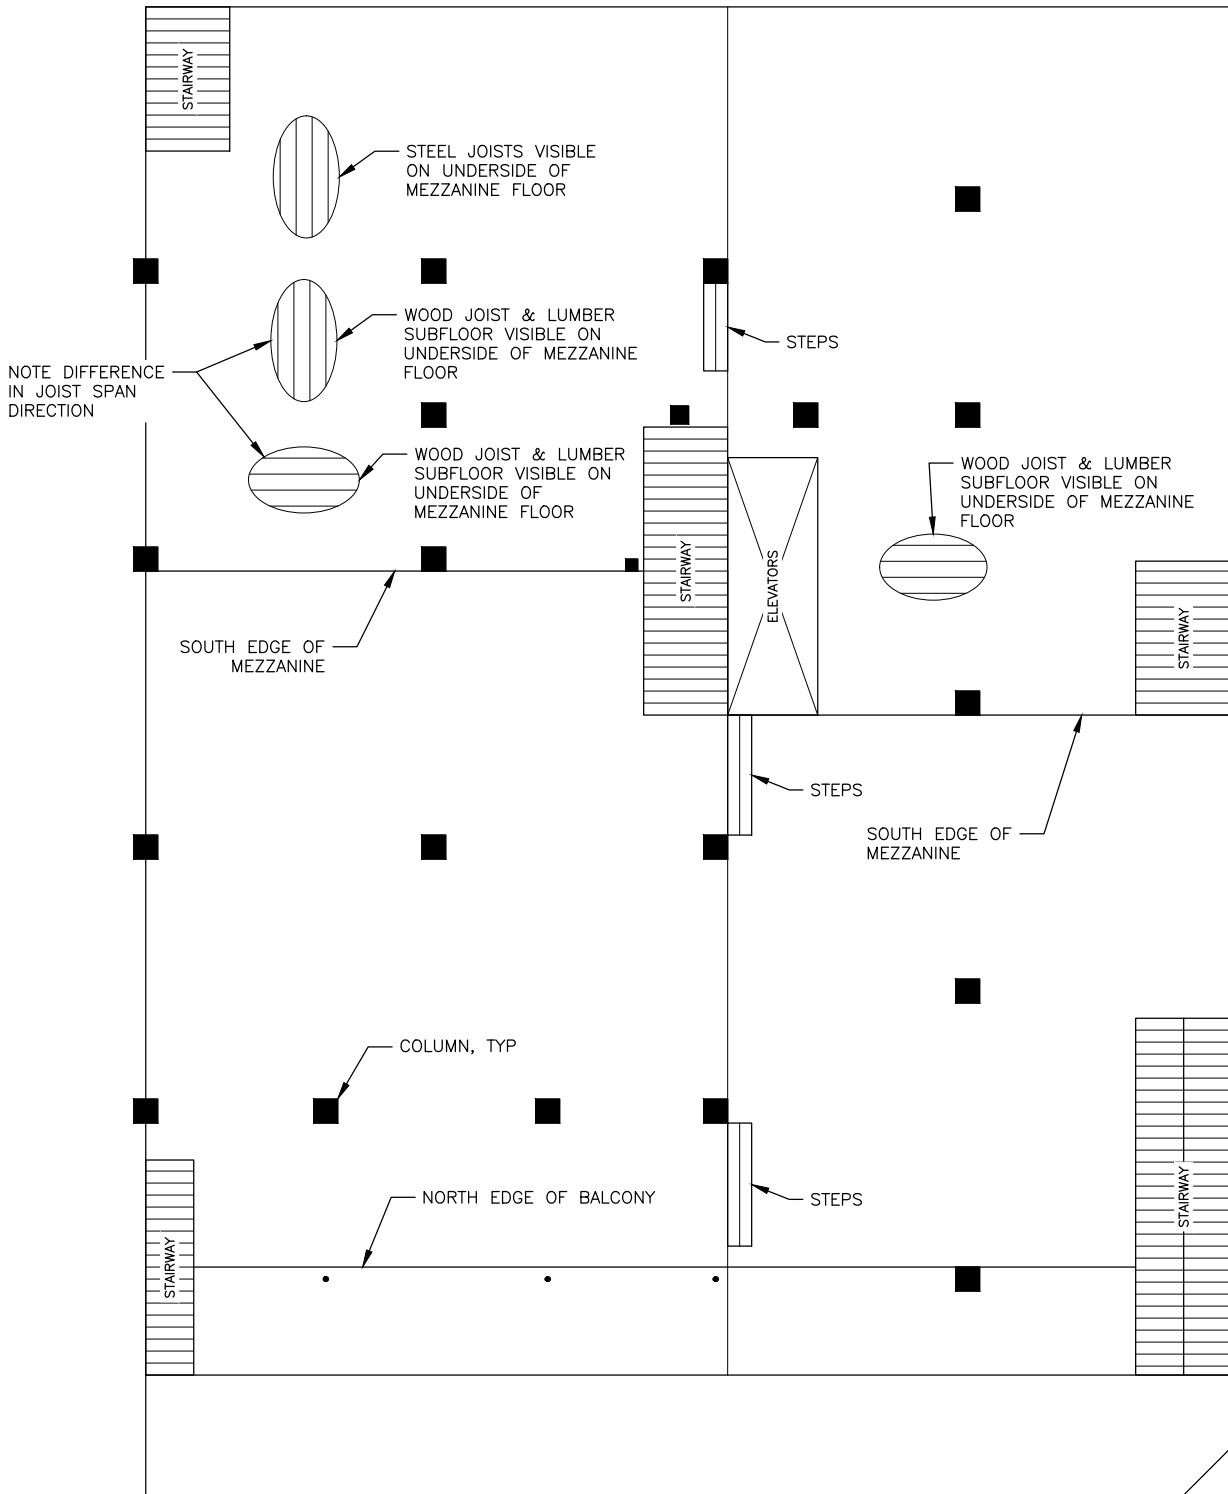 STAIRWAY
STEEL JOISTS VISIBLE
ON UNDERSIDE OF
MEZZANINE FLOOR
WOOD JOIST & LUMBER
SUBFLOOR VISIBLE ON
UNDERSIDE OF MEZZANINE
FLOOR
STEPS
NOTE DIFFERENCE
IN JOIST SPAN
DIRECTION
WOOD JOIST & LUMBER
SUBFLOOR VISIBLE ON
UNDERSIDE OF
MEZZANINE FLOOR
WOOD JOIST & LUMBER
SUBFLOOR VISIBLE ON
UNDERSIDE OF MEZZANINE
FLOOR
STAIRWAY
ELEVATORS
STAIRWAY
SOUTH EDGE OF
MEZZANINE
STEPS
SOUTH EDGE OF
MEZZANINE
COLUMN, TYP
NORTH EDGE OF BALCONY
STEPS
STAIRWAY
STAIRWAY